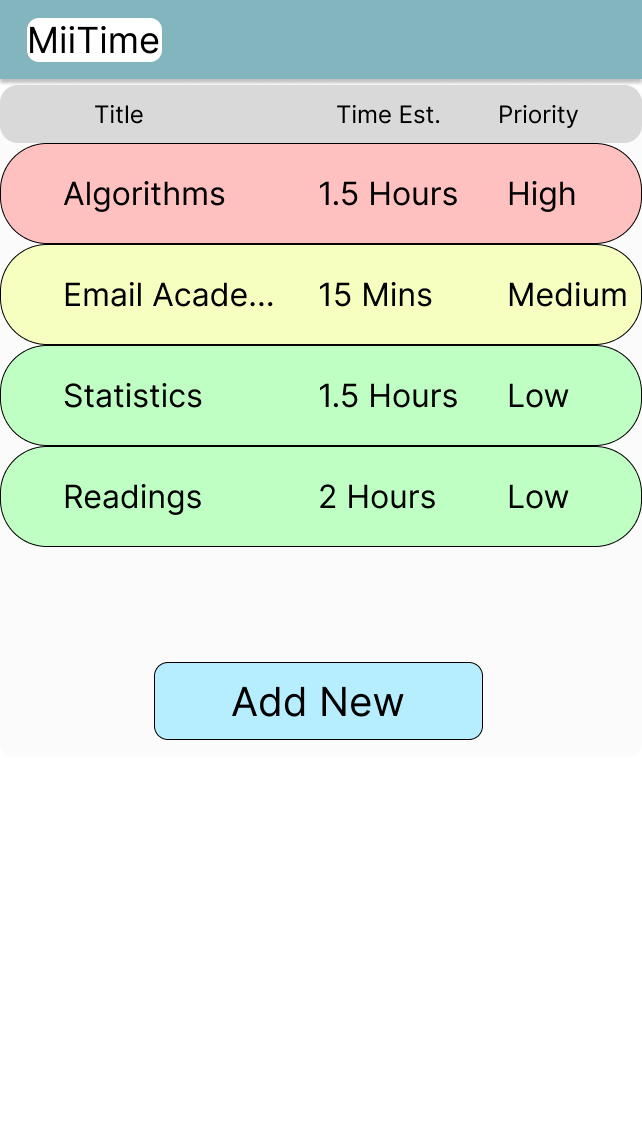 MiiTime
Title Time Est. Priority
Algorithms 1.5 Hours High
Email Acade... 15 Mins Medium
Statistics 1.5 Hours Low
Readings 2 Hours Low
Add New